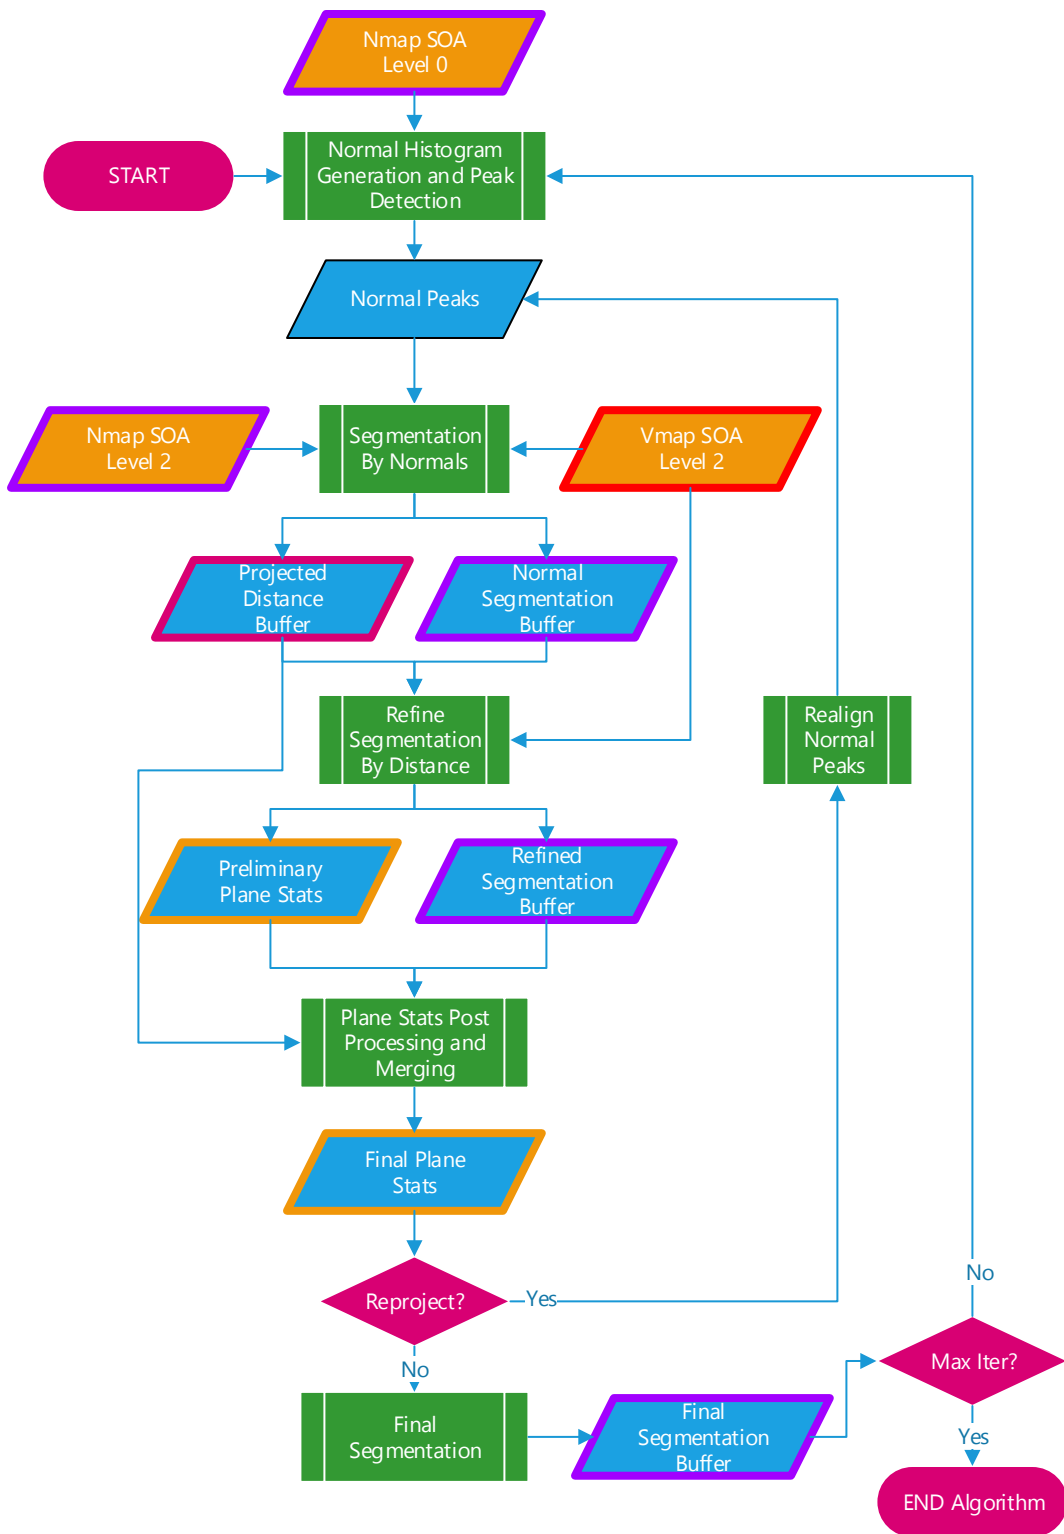 Nmap SOA
Level 0
START
Normal Histogram
Generation and Peak
Detection
Normal Peaks
Nmap SOA
Level 2
Segmentation
By Normals
Vmap SOA
Level 2
Projected
Distance
Buffer
Normal
Segmentation
Buffer
Refine
Segmentation
By Distance
Realign
Normal
Peaks
Preliminary
Plane Stats
Refined
Segmentation
Buffer
Plane Stats Post
Processing and
Merging
Final Plane
Stats
Reproject?
Yes
No
No
Max Iter?
Final
Segmentation
Final
Segmentation
Buffer
Yes
END Algorithm